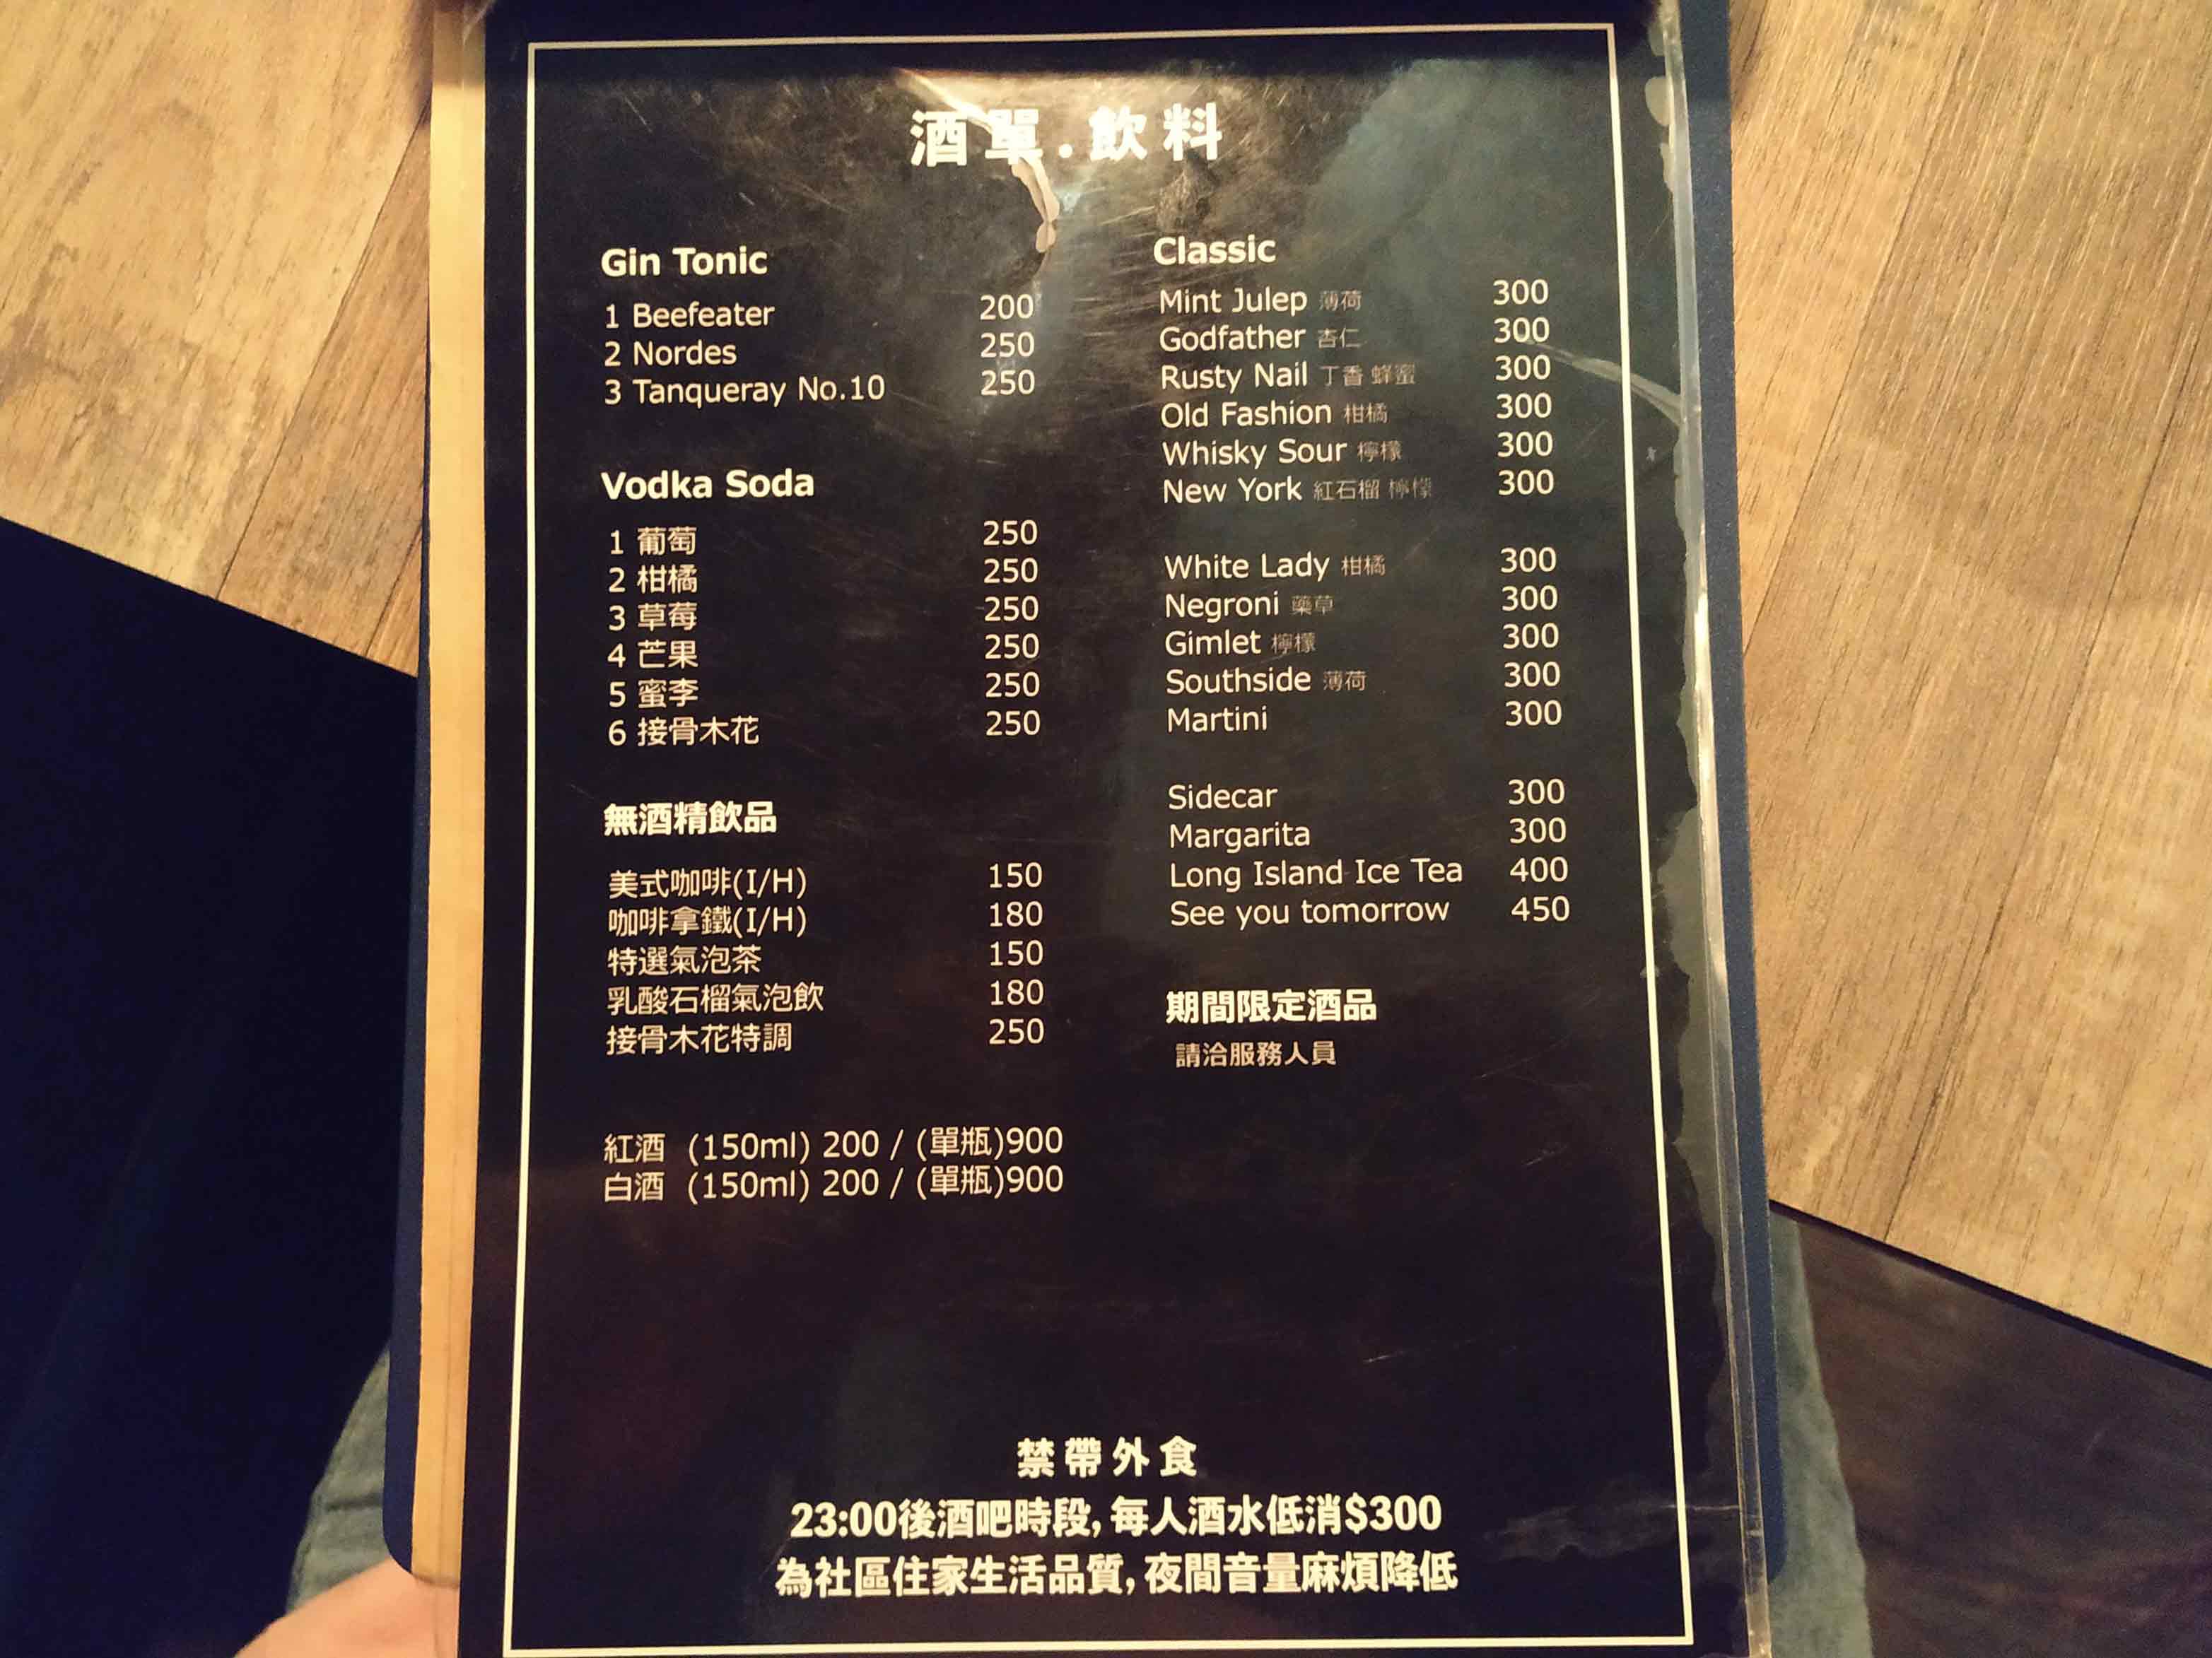 酒單.飲料
Gin Tonic
1 Beefeater 200
2 Nordes 250
3 Tanqueray No.10 250
Vodka Soda
1 葡萄 250
2 柑橘 250
3 草莓 250
4 芒果 250
5 蜜李 250
6 接骨木花 250
無酒精飲品
美式咖啡(I/H) 150
咖啡拿鐵(I/H) 180
特選氣泡茶 150
乳酸石榴氣泡飲 180
接骨木花特調 250
紅酒 (150ml) 200 / (單瓶)900
白酒 (150ml) 200 / (單瓶)900
Classic
Mint Julep 薄荷 300
Godfather 杏仁 300
Rusty Nail 丁香 蜂蜜 300
Old Fashion 柑橘 300
Whisky Sour 檸檬 300
New York 紅石榴 檸檬 300
White Lady 柑橘 300
Negroni 藥草 300
Gimlet 檸檬 300
Southside 薄荷 300
Martini 300
Sidecar 300
Margarita 300
Long Island Ice Tea 400
See you tomorrow 450
期間限定酒品
請洽服務人員
禁帶外食
23:00後酒吧時段,每人酒水低消$300
為社區住家生活品質,夜間音量麻煩降低